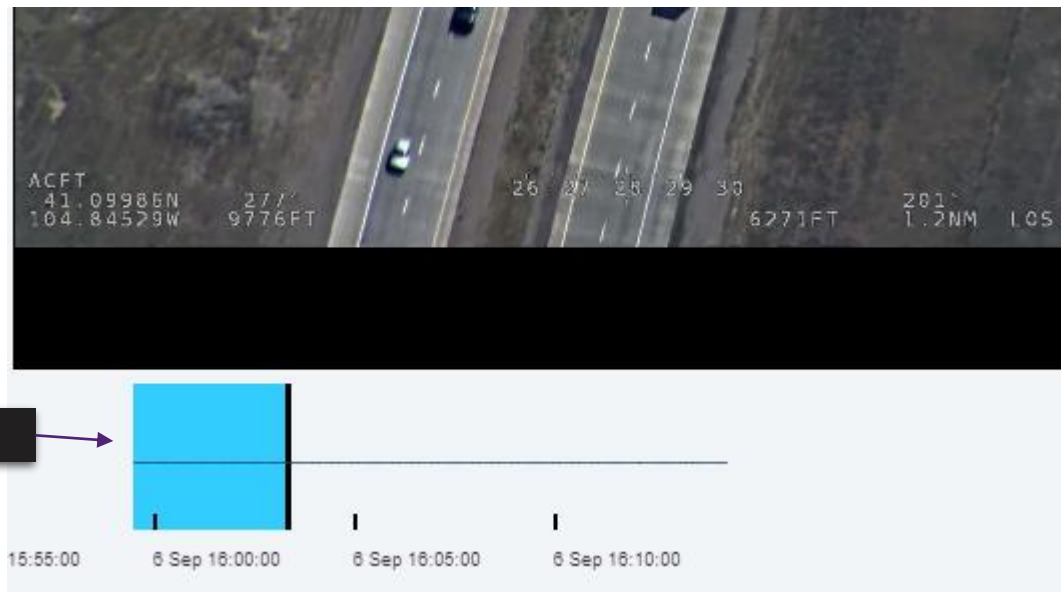 ACFT
41.09986N 277°
104.84529W 9776FT
26 27 28 29 30
281°
6271FT 1.2NM LOS
15:55:00 6 Sep 16:00:00 6 Sep 16:05:00 6 Sep 16:10:00